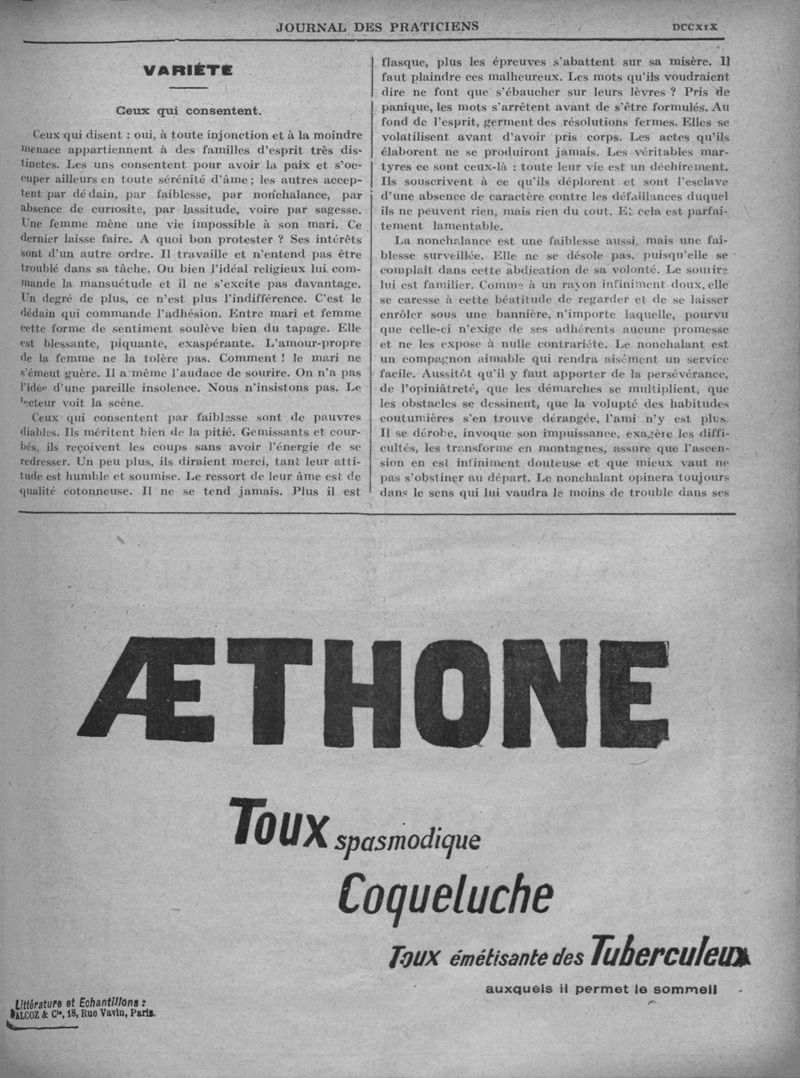 JOURNAL DES PRATICIENS
DCCXIX
VARIÉTÉ
Ceux qui consentent.
Ceux qui disent : oui, à toute injonction et à la moindre
menace appartiennent à des familles d'esprit très dis-
tinctes. Les uns consentent pour avoir la paix et s'oc-
cuper ailleurs en toute sérénité d'âme ; les autres accep-
tent par dédain, par faiblesse, par nonchalance, par
absence de curiosite, par lassitude, voire par sagesse.
Une femme mène une vie impossible à son mari. Ce
dernier laisse faire. A quoi bon protester ? Ses intérêts
sont d'un autre ordre. Il travaille et n'entend pas être
troublé dans sa tâche. Ou bien l'idéal religieux lui com-
mande la mansuétude et il ne s'excite pas davantage.
Un degré de plus, ce n'est plus l'indifférence. C'est le
dédain qui commande l'adhésion. Entre mari et femme
cette forme de sentiment soulève bien du tapage. Elle
est blessante, piquante, exaspérante. L'amour-propre
de la femme ne la tolère pas. Comment ! le mari ne
s'émeut guère. Il a même l'audace de sourire. On n'a pas
l'idée d'une pareille insolence. Nous n'insistons pas. Le
lecteur voit la scène.
Ceux qui consentent par faiblesse sont de pauvres
diables. Ils méritent bien de la pitié. Gemissants et cour-
bés, ils reçoivent les coups sans avoir l'énergie de se
redresser. Un peu plus, ils diraient merci, tant leur atti-
tude est humble et soumise. Le ressort de leur âme est de
qualité cotonneuse. Il ne se tend jamais. Plus il est
flasque, plus les épreuves s'abattent sur sa misère. Il
faut plaindre ces malheureux. Les mots qu'ils voudraient
dire ne font que s'ébaucher sur leurs lèvres ? Pris de
panique, les mots s'arrêtent avant de s'être formulés. Au
fond de l'esprit, germent des résolutions fermes. Elles se
volatilisent avant d'avoir pris corps. Les actes qu'ils
élaborent ne se produiront jamais. Les véritables mar-
tyres ce sont ceux-là : toute leur vie est un déchirement.
Ils souscrivent à ce qu'ils déplorent et sont l'esclave
d'une absence de caractère contre les défaillances duquel
ils ne peuvent rien, mais rien du tout. Et cela est parfai-
tement lamentable.
La nonchalance est une faiblesse aussi, mais une fai-
blesse surveillée. Elle ne se désole pas, puisqu'elle se
complaît dans cette abdication de sa volonté. Le sourire
lui est familier. Comme à un rayon infiniment doux, elle
se caresse à cette béatitude de regarder et de se laisser
enrôler sous une bannière, n'importe laquelle, pourvu
que celle-ci n'exige de ses adhérents aucune promesse
et ne les expose à nulle contrariéte. Le nonchalant est
un compagnon aimable qui rendra aisément un service
facile. Aussitôt qu'il y faut apporter de la persévérance,
de l'opiniâtreté, que les démarches se multiplient, que
les obstacles se dessinent, que la volupté des habitudes
coutumières s'en trouve dérangée, l'ami n'y est plus.
Il se dérobe, invoque son impuissance, exagère les diffi-
cultés, les transforme en montagnes, assure que l'ascen-
sion en est infiniment douteuse et que mieux vaut ne
pas s'obstiner au départ. Le nonchalant opinera toujours
dans le sens qui lui vaudra le moins de trouble dans ses
ÆTHONE
Toux spasmodique
Coqueluche
Toux émétisante des Tuberculeux
auxquels il permet le sommeil
Littérature et Echantillons :
FALCOZ & Cie, 18, Rue Vavin, Paris.